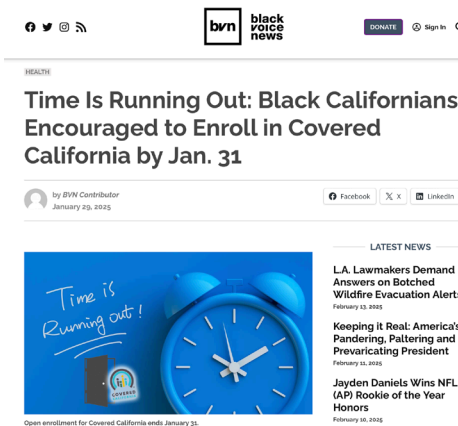 bvn
black
voice
news
DONATE
Sign In
HEALTH
Time Is Running Out: Black Californians
Encouraged to Enroll in Covered
California by Jan. 31
by BVN Contributor
January 29, 2025
Facebook
X
LinkedIn
Time is
Running out!
COVERED
Open enrollment for Covered California ends January 31.
LATEST NEWS
L.A. Lawmakers Demand
Answers on Botched
Wildfire Evacuation Alerts
February 13, 2025
Keeping it Real: America's
Pandering, Paltering and
Prevaricating President
February 11, 2025
Jayden Daniels Wins NFL
(AP) Rookie of the Year
Honors
February 10, 2025